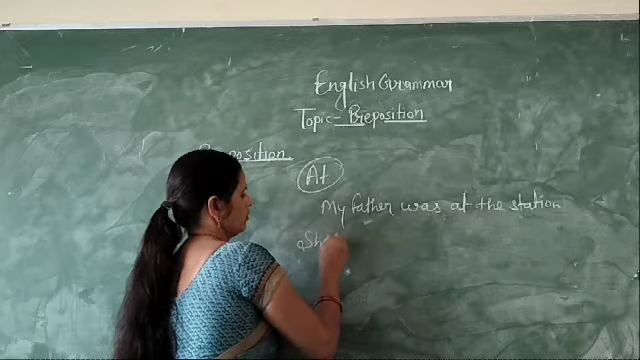 English Grammar
Topic - Preposition
Preposition
At
My father was at the station.
Sh